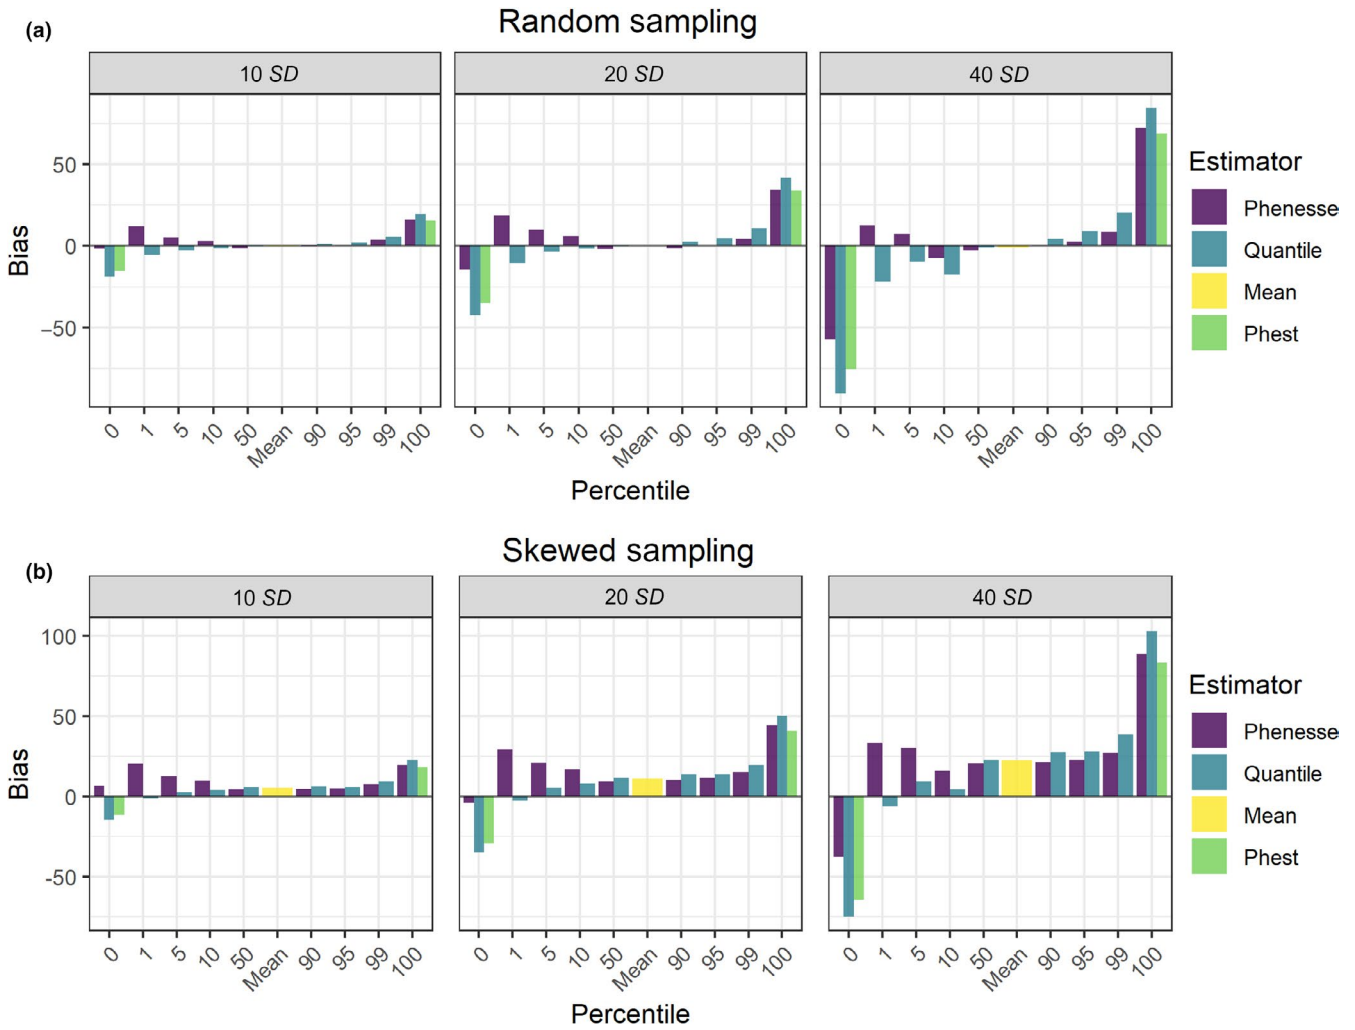 (a)
Random sampling
10 SD
20 SD
40 SD
Bias
50
0
−50
0 1 5 10 50 Mean 90 95 99 100
0 1 5 10 50 Mean 90 95 99 100
0 1 5 10 50 Mean 90 95 99 100
Percentile
Estimator
Phenesse
Quantile
Mean
Phest
(b)
Skewed sampling
10 SD
20 SD
40 SD
Bias
100
50
0
-50
0 1 5 10 50 Mean 90 95 99 100
0 1 5 10 50 Mean 90 95 99 100
0 1 5 10 50 Mean 90 95 99 100
Percentile
Estimator
Phenesse
Quantile
Mean
Phest